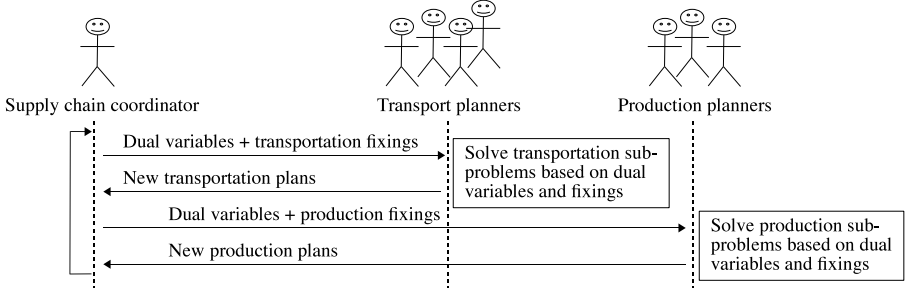 Supply chain coordinator
Transport planners
Production planners
Dual variables + transportation fixings
Solve transportation sub-
problems based on dual
variables and fixings
New transportation plans
Dual variables + production fixings
Solve production sub-
problems based on dual
variables and fixings
New production plans